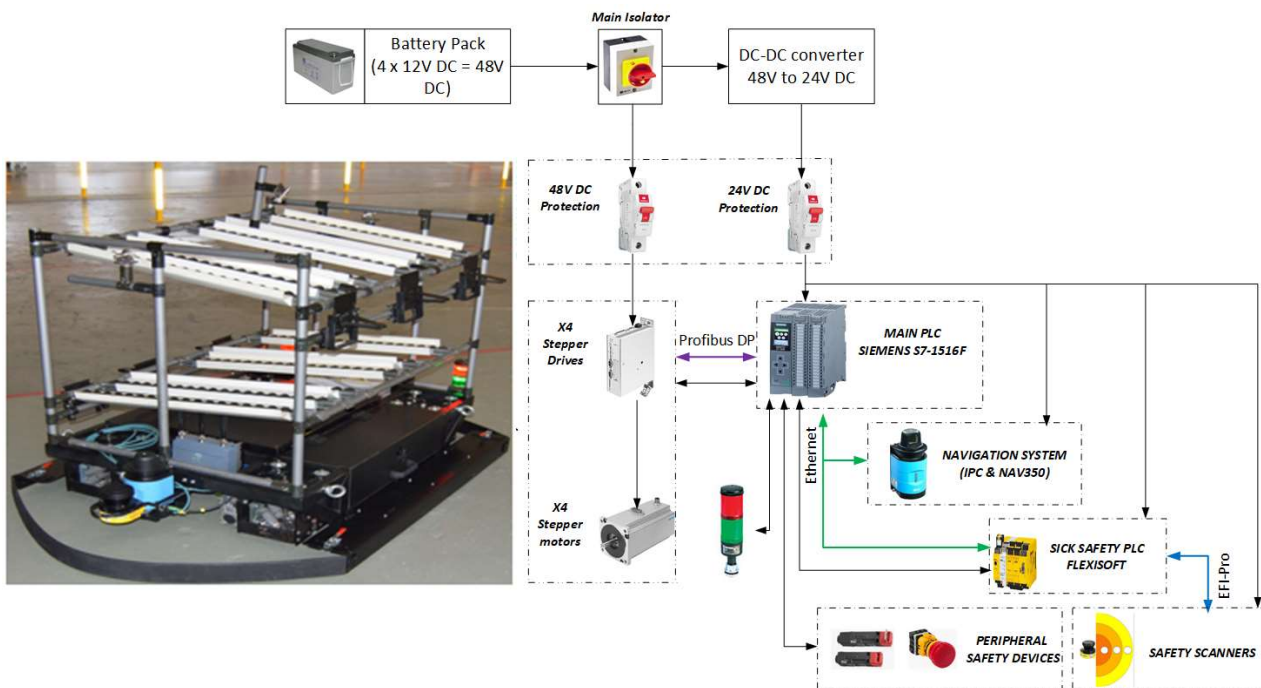 Main Isolator
Battery Pack
(4 x 12V DC = 48V
DC)
DC-DC converter
48V to 24V DC
48V DC
Protection
24V DC
Protection
X4
Stepper
Drives
Profibus DP
MAIN PLC
SIEMENS S7-1516F
Ethernet
NAVIGATION SYSTEM
(IPC & NAV350)
X4
Stepper
motors
SICK SAFETY PLC
FLEXISOFT
EFI-Pro
PERIPHERAL
SAFETY DEVICES
SAFETY SCANNERS